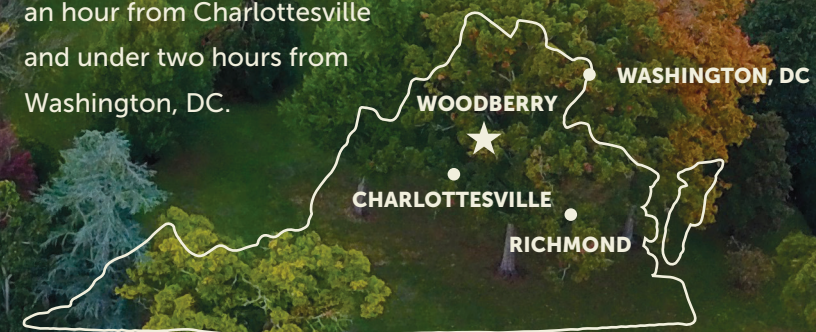 an hour from Charlottesville
and under two hours from
Washington, DC.
WASHINGTON, DC
WOODBERRY
CHARLOTTESVILLE
RICHMOND